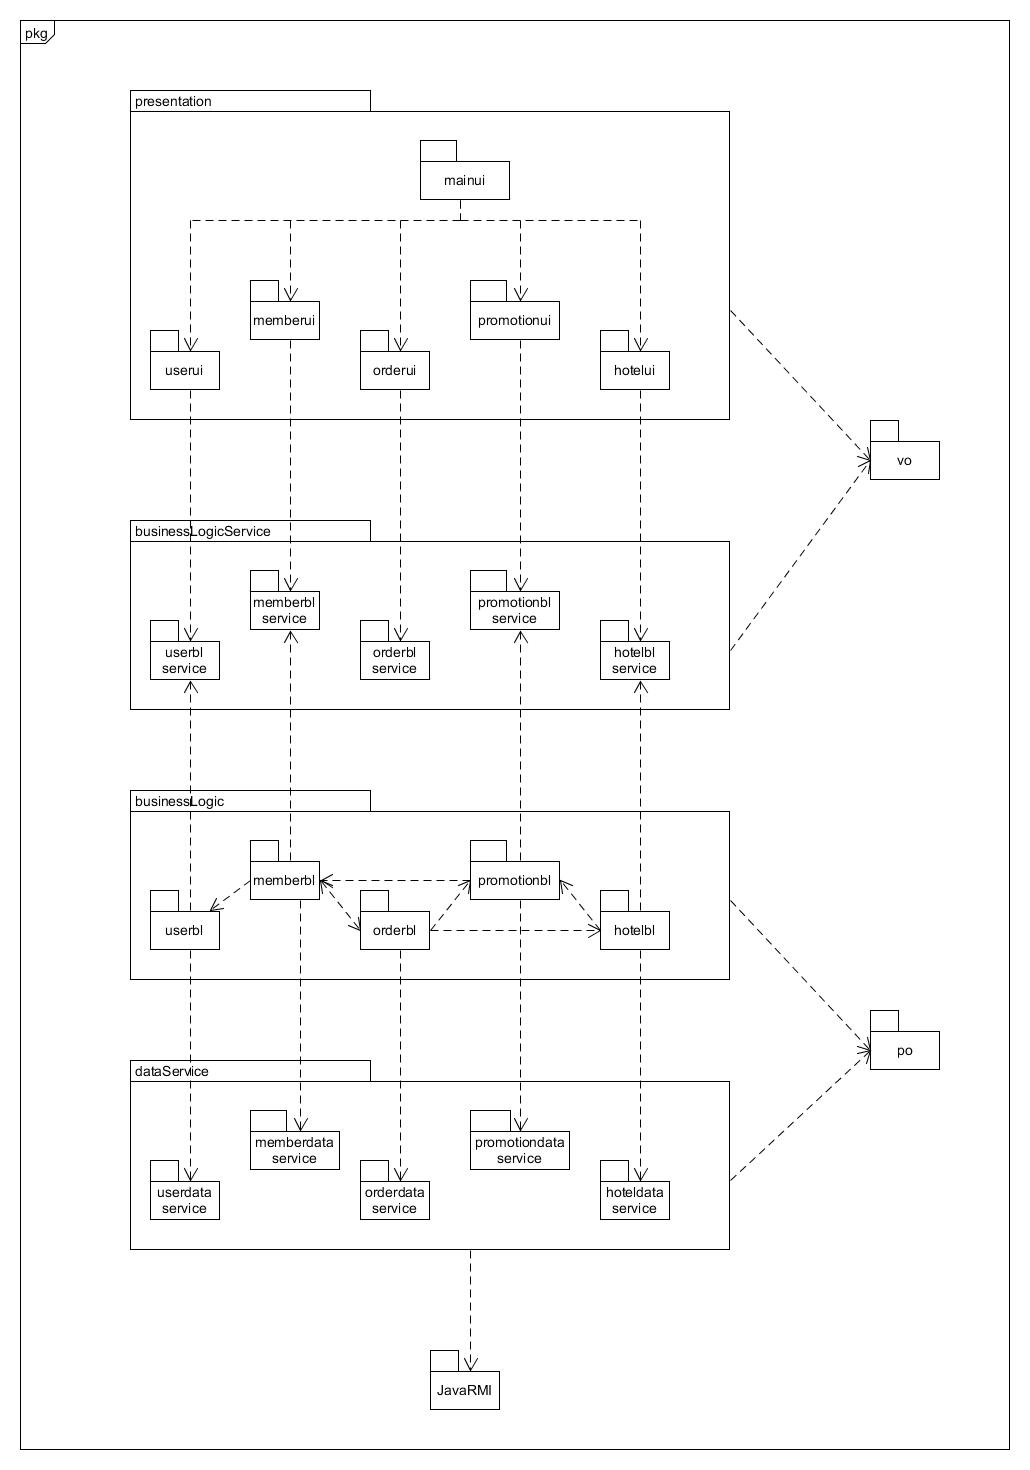 pkg
presentation
mainui
memberui
promotionui
userui
orderui
hotelui
vo
businessLogicService
memberbl
service
promotionbl
service
userbl
service
orderbl
service
hotelbl
service
businessLogic
memberbl
promotionbl
userbl
orderbl
hotelbl
po
dataService
memberdata
service
promotiondata
service
userdata
service
orderdata
service
hoteldata
service
JavaRMI